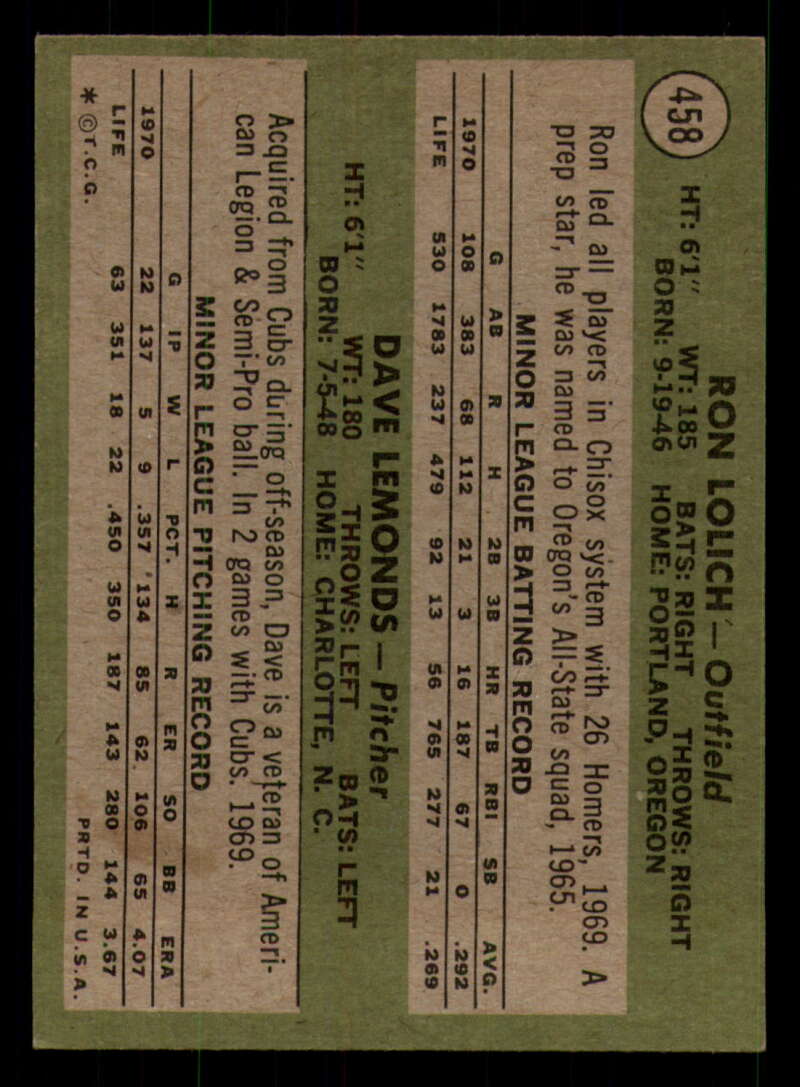 458
RON LOLICH — Outfield
HT: 6'1" WT: 185 BATS: RIGHT THROWS: RIGHT
BORN: 9-19-46 HOME: PORTLAND, OREGON
Ron led all players in Chisox system with 26 Homers, 1969. A
prep star, he was named to Oregon's All-State squad, 1965.
MINOR LEAGUE BATTING RECORD
G AB R H 2B 3B HR TB RBI SB AVG.
1970 108 383 68 112 21 3 16 187 67 0 .292
LIFE 530 1783 237 479 92 13 56 765 277 21 .269
DAVE LEMONDS — Pitcher
HT: 6'1" WT: 180 THROWS: LEFT BATS: LEFT
BORN: 7-5-48 HOME: CHARLOTTE, N. C.
Acquired from Cubs during off-season, Dave is a veteran of Ameri-
can Legion & Semi-Pro ball. In 2 games with Cubs. 1969.
MINOR LEAGUE PITCHING RECORD
G IP W L PCT. H R ER SO BB ERA
1970 22 137 5 9 .357 134 85 62 106 65 4.07
LIFE 63 351 18 22 .450 350 187 143 280 144 3.67
* © T.C.G. PRTD. IN U.S.A.